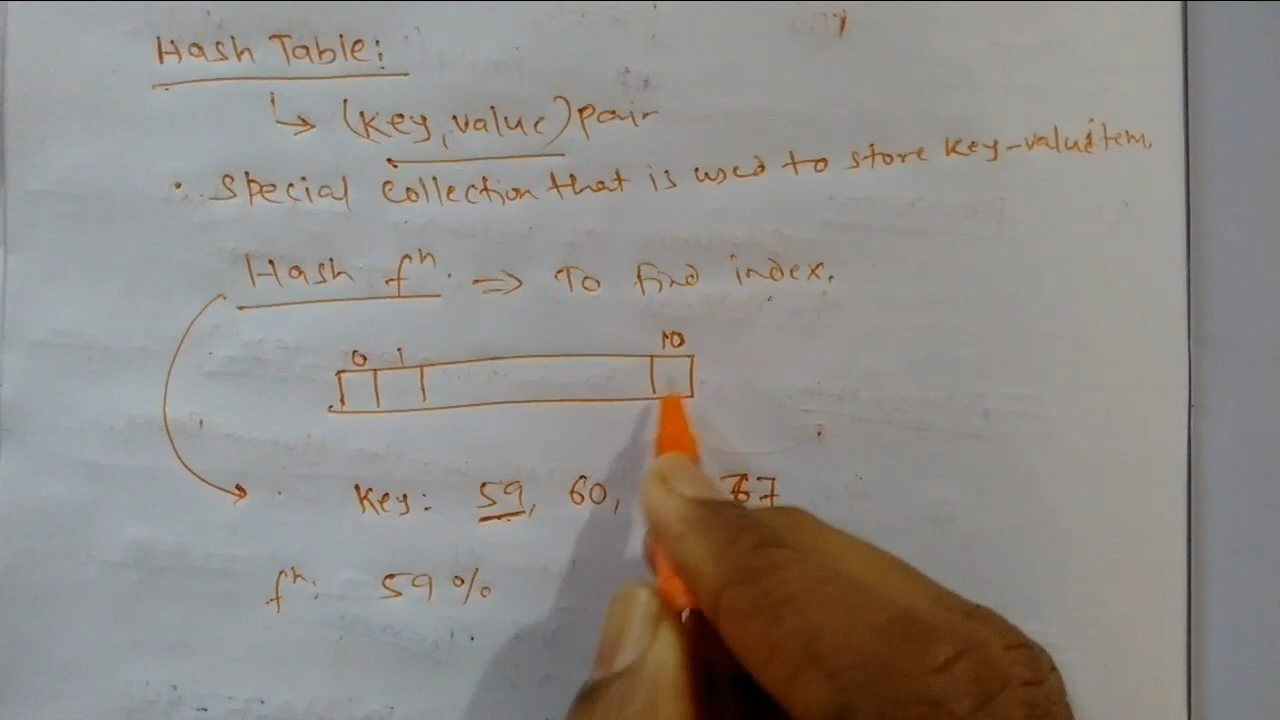 Hash Table:
↳ (Key, value) pair
• Special collection that is used to store key-value item.
Hash fⁿ. ⇒ To find index.
0 1 10
Key: 59, 60, 67
fⁿ: 59 %